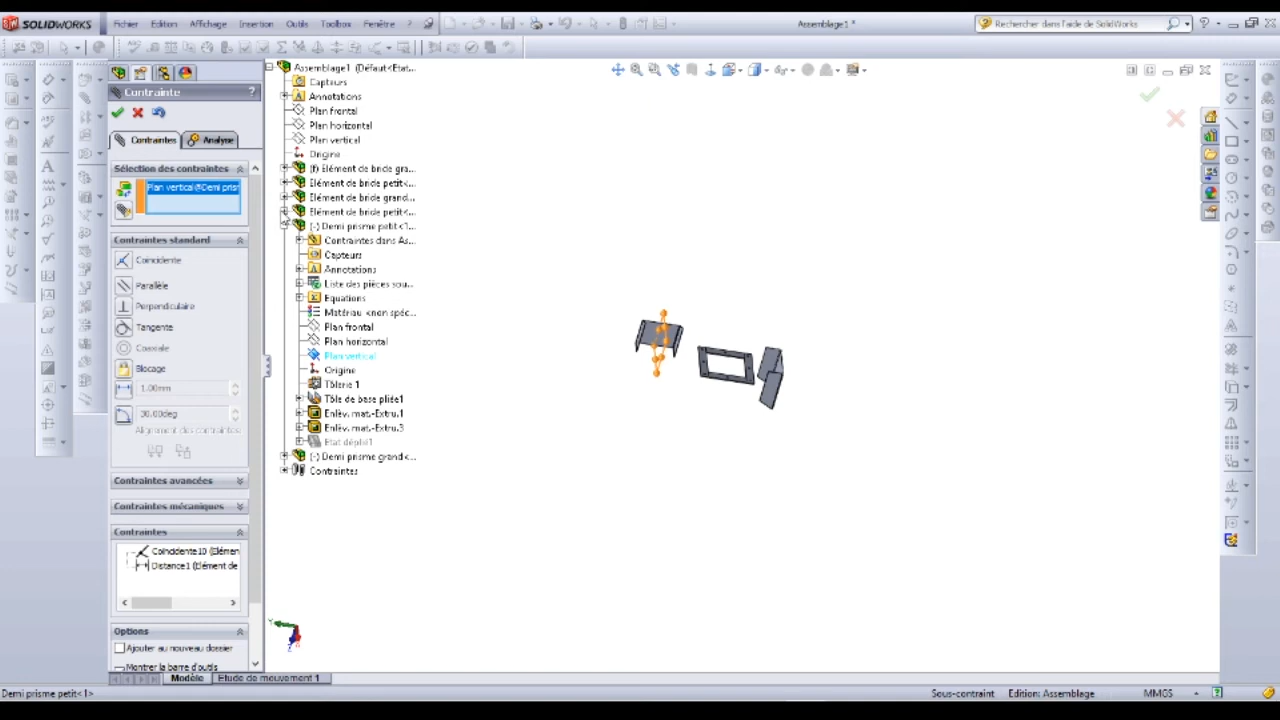 SOLIDWORKS Fichier Edition Affichage Insertion Outils Toolbox Fenêtre Assemblage1 * Rechercher dans l'aide de SolidWorks
Contrainte ?
Contraintes Analyse
Sélection des contraintes
Plan vertical@Demi prisr
Contraintes standard
Coïncidente
Parallèle
Perpendiculaire
Tangente
Coaxiale
Blocage
1.00mm
30.00deg
Alignement des contraintes:
Contraintes avancées
Contraintes mécaniques
Contraintes
Coïncidente10 (Elémen
Distance1 (Elément de
Options
Ajouter au nouveau dossier
Montrer la barre d'outils
Assemblage1 (Défaut<Etat...
Capteurs
Annotations
Plan frontal
Plan horizontal
Plan vertical
Origine
(f) Elément de bride gra...
Elément de bride petit<...
Elément de bride grand...
Elément de bride petit<...
(-) Demi prisme petit<1...
Contraintes dans As...
Capteurs
Annotations
Liste des pièces sou...
Equations
Matériau <non spéc...
Plan frontal
Plan horizontal
Plan vertical
Origine
Tôlerie 1
Tôle de base pliée1
Enlèv. mat.-Extru.1
Enlèv. mat.-Extru.3
Etat déplié1
(-) Demi prisme grand<...
Contraintes
Y
Z
X
Modèle Etude de mouvement 1
Demi prisme petit<1> Sous-contraint Edition: Assemblage MMGS